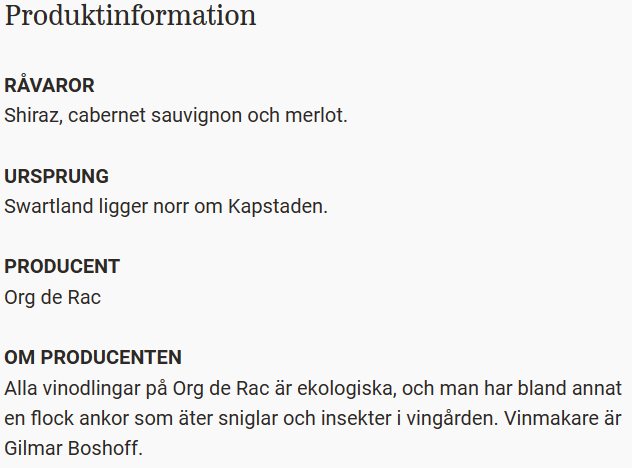 Produktinformation
RÅVAROR
Shiraz, cabernet sauvignon och merlot.
URSPRUNG
Swartland ligger norr om Kapstaden.
PRODUCENT
Org de Rac
OM PRODUCENTEN
Alla vinodlingar på Org de Rac är ekologiska, och man har bland annat
en flock ankor som äter sniglar och insekter i vingården. Vinmakare är
Gilmar Boshoff.